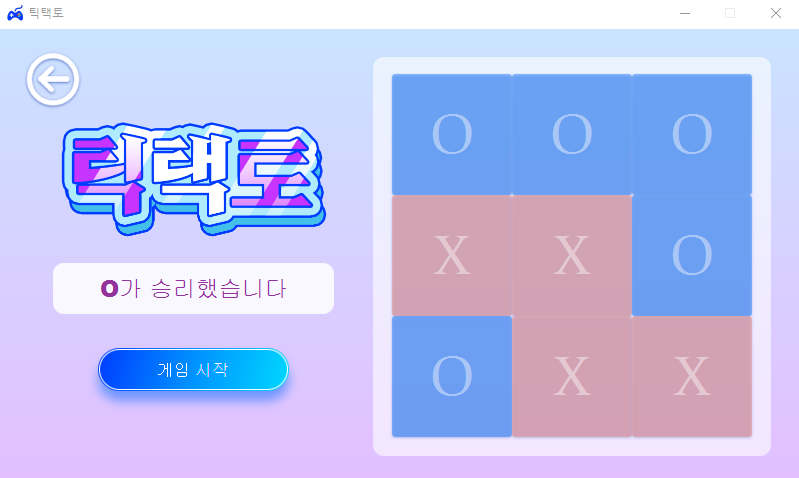 틱택토
틱택토
O가 승리했습니다
게임 시작
O O O
X X O
O X X